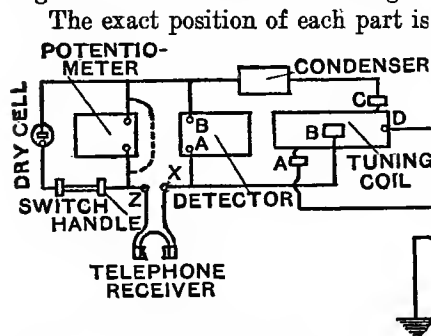 The exact position of each part is
POTENTIO-
METER
CONDENSER
C
D
DRY CELL
B
A
B
A
TUNING
COIL
X
Z
DETECTOR
SWITCH
HANDLE
TELEPHONE
RECEIVER